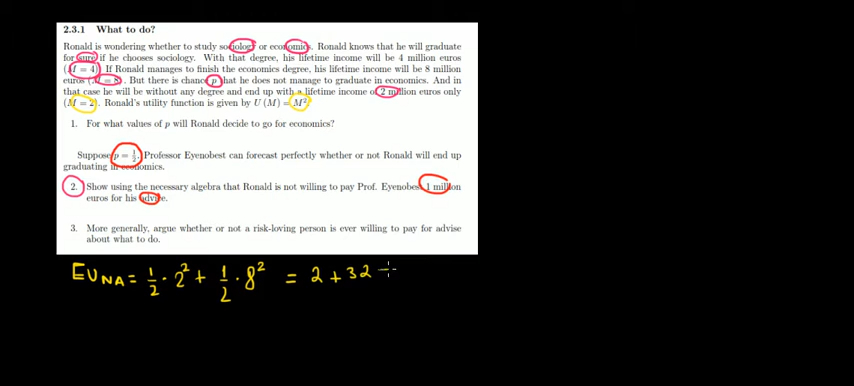 2.3.1 What to do?
Ronald is wondering whether to study sociology or economics. Ronald knows that he will graduate
for sure if he chooses sociology. With that degree, his lifetime income will be 4 million euros
(M = 4). If Ronald manages to finish the economics degree, his lifetime income will be 8 million
euros (M = 8). But there is chance p that he does not manage to graduate in economics. And in
that case he will be without any degree and end up with a lifetime income of 2 million euros only
(M = 2). Ronald's utility function is given by U (M) = M²
1. For what values of p will Ronald decide to go for economics?
Suppose p = 1/2. Professor Eyenobest can forecast perfectly whether or not Ronald will end up
graduating in economics.
2. Show using the necessary algebra that Ronald is not willing to pay Prof. Eyenobest 1 million
euros for his advise.
3. More generally, argue whether or not a risk-loving person is ever willing to pay for advise
about what to do.
EU_NA = 1/2 · 2² + 1/2 · 8² = 2 + 32